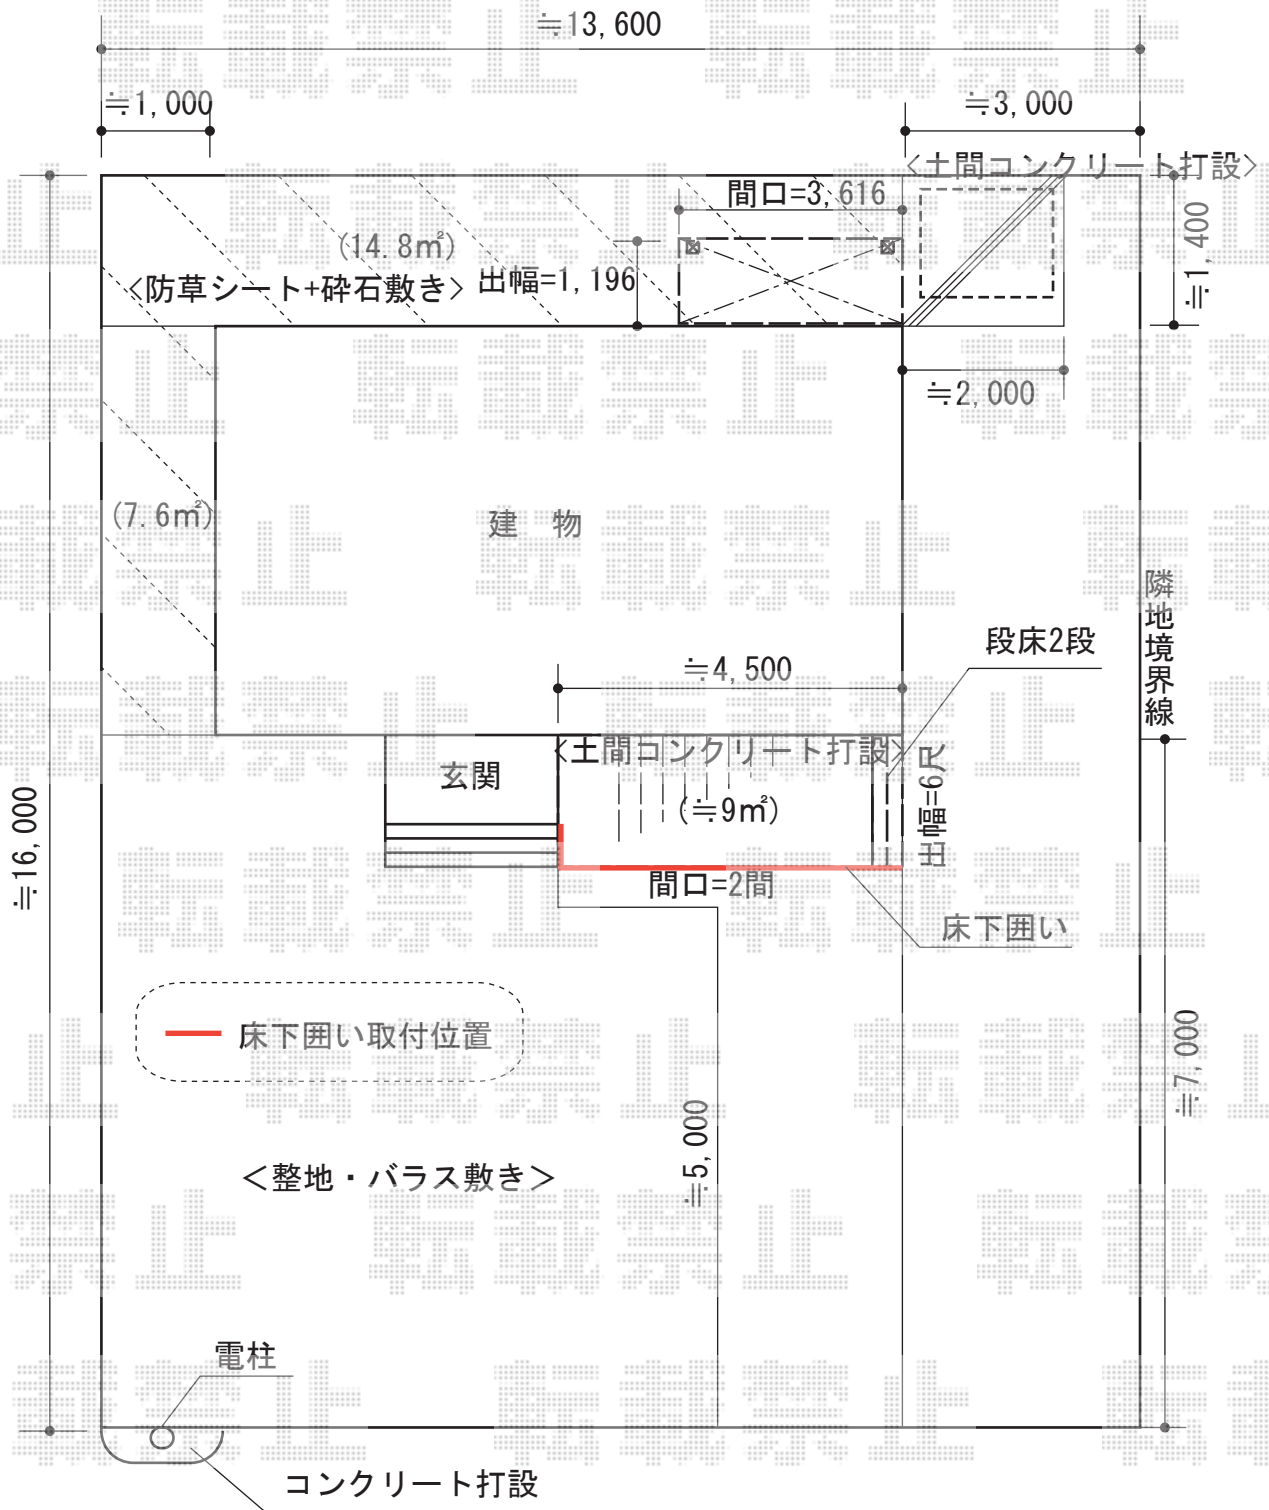 ≒13,600
≒1,000
≒3,000
<土間コンクリート打設>
間口=3,616
(14.8㎡)
<防草シート+砕石敷き>
出幅=1,196
≒1,400
≒2,000
(7.6㎡)
建　物
隣地境界線
段床2段
≒4,500
<土間コンクリート打設>
玄関
(≒9㎡)
出幅=6尺
≒16,000
間口=2間
床下囲い
床下囲い取付位置
≒7,000
≒5,000
<整地・バラス敷き>
電柱
コンクリート打設
転載禁止